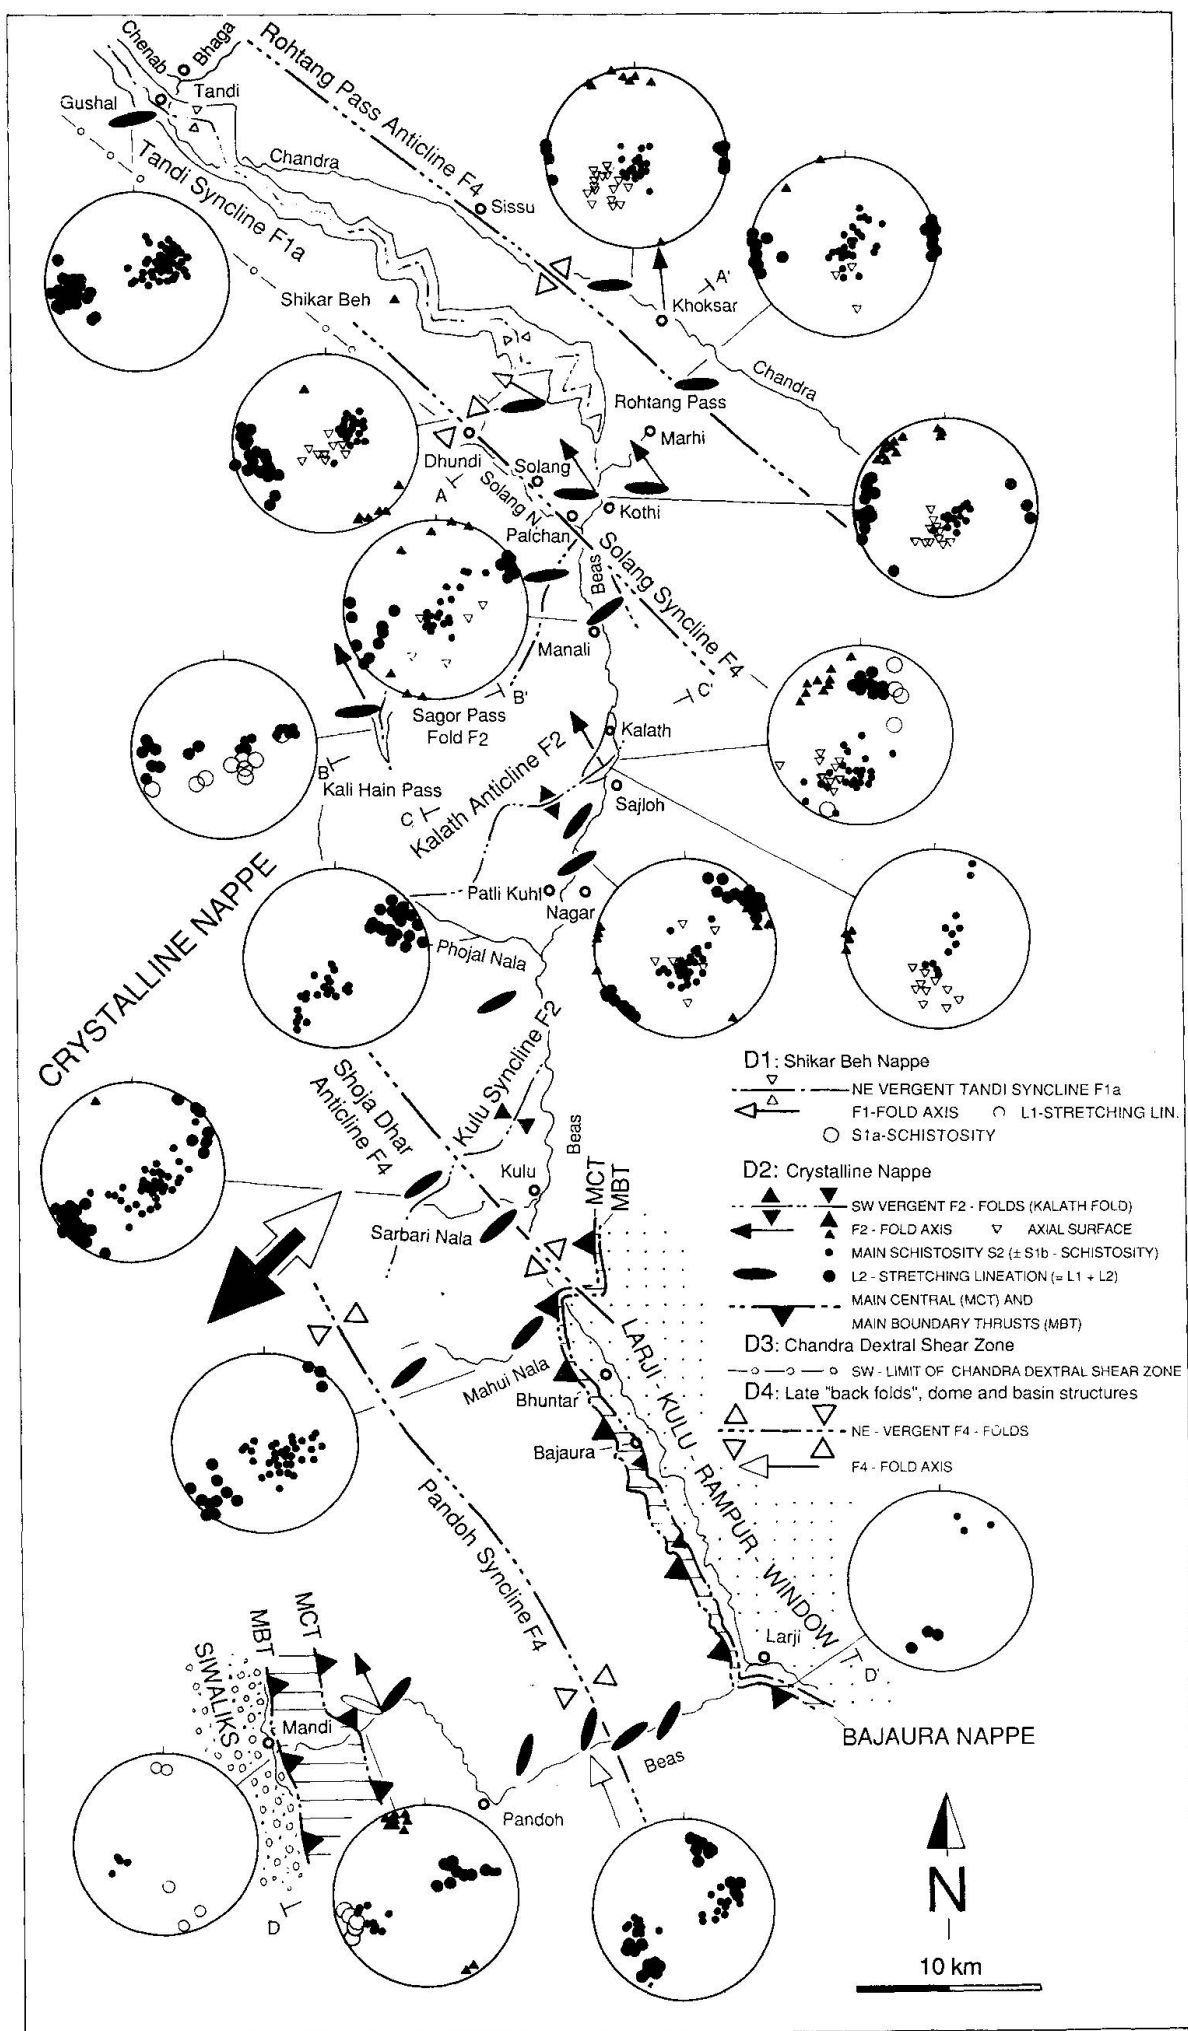 Chenab
Bhaga
Rohtang Pass Anticline F4
Gushal
Tandi
Tandi Syncline F1a
Chandra
Sissu
Shikar Beh
A'
Khoksar
Chandra
Rohtang Pass
Marhi
Dhundi
Solang
A
Solang N.
Kothi
Palchan
Solang Syncline F4
Beas
Manali
B'
C'
Sagor Pass
Fold F2
Kalath
B
Kali Hain Pass
Kalath Anticline F2
Sajloh
C
CRYSTALLINE NAPPE
Patli Kuhl
Nagar
Phojal Nala
Shoja Dhar
Anticline F4
Kulu Syncline F2
Beas
Kulu
MCT
MBT
Sarbari Nala
Mahui Nala
Bhuntar
Bajaura
LARJI - KULU - RAMPUR - WINDOW
Pandoh Syncline F4
D1: Shikar Beh Nappe
NE VERGENT TANDI SYNCLINE F1a
F1-FOLD AXIS L1-STRETCHING LIN.
S1a-SCHISTOSITY
D2: Crystalline Nappe
SW VERGENT F2 - FOLDS (KALATH FOLD)
F2 - FOLD AXIS AXIAL SURFACE
MAIN SCHISTOSITY S2 (± S1b - SCHISTOSITY)
L2 - STRETCHING LINEATION (= L1 + L2)
MAIN CENTRAL (MCT) AND
MAIN BOUNDARY THRUSTS (MBT)
D3: Chandra Dextral Shear Zone
SW - LIMIT OF CHANDRA DEXTRAL SHEAR ZONE
D4: Late "back folds", dome and basin structures
NE - VERGENT F4 - FOLDS
F4 - FOLD AXIS
Larji
D'
BAJAURA NAPPE
SIWALIKS
MBT
MCT
Mandi
Beas
Pandoh
D
N
10 km